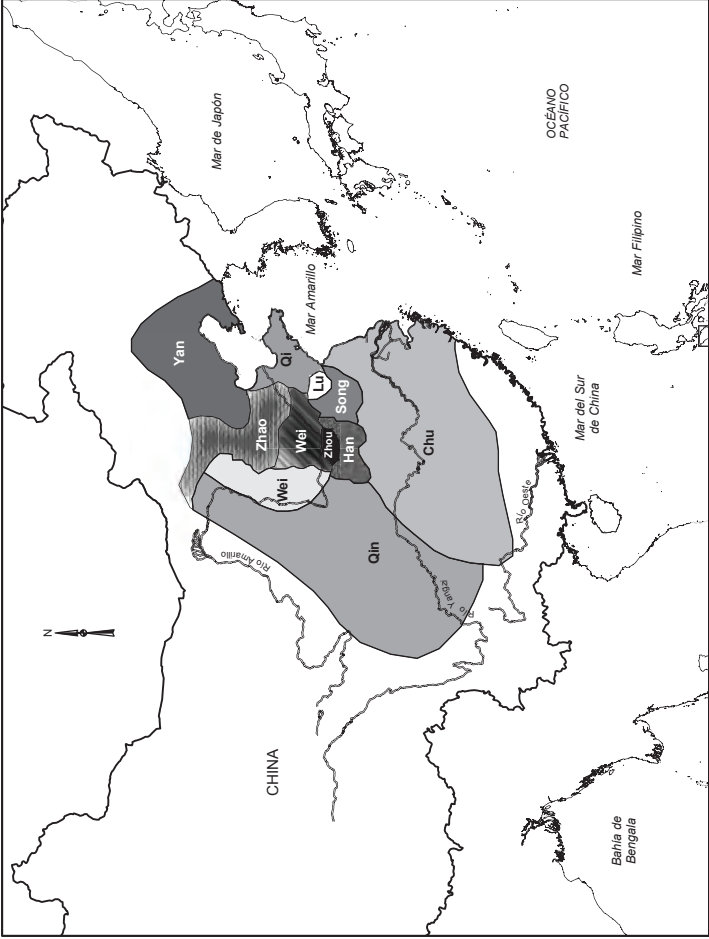 N
Mar de Japón
Yan
Río Amarillo
CHINA
Zhao
Qi
Wei
Wei
Mar Amarillo
Lu
Zhou
Song
Han
Qin
Chu
Río
Yangzi
Río Oeste
OCÉANO
PACÍFICO
Mar del Sur
de China
Mar Filipino
Bahía de
Bengala